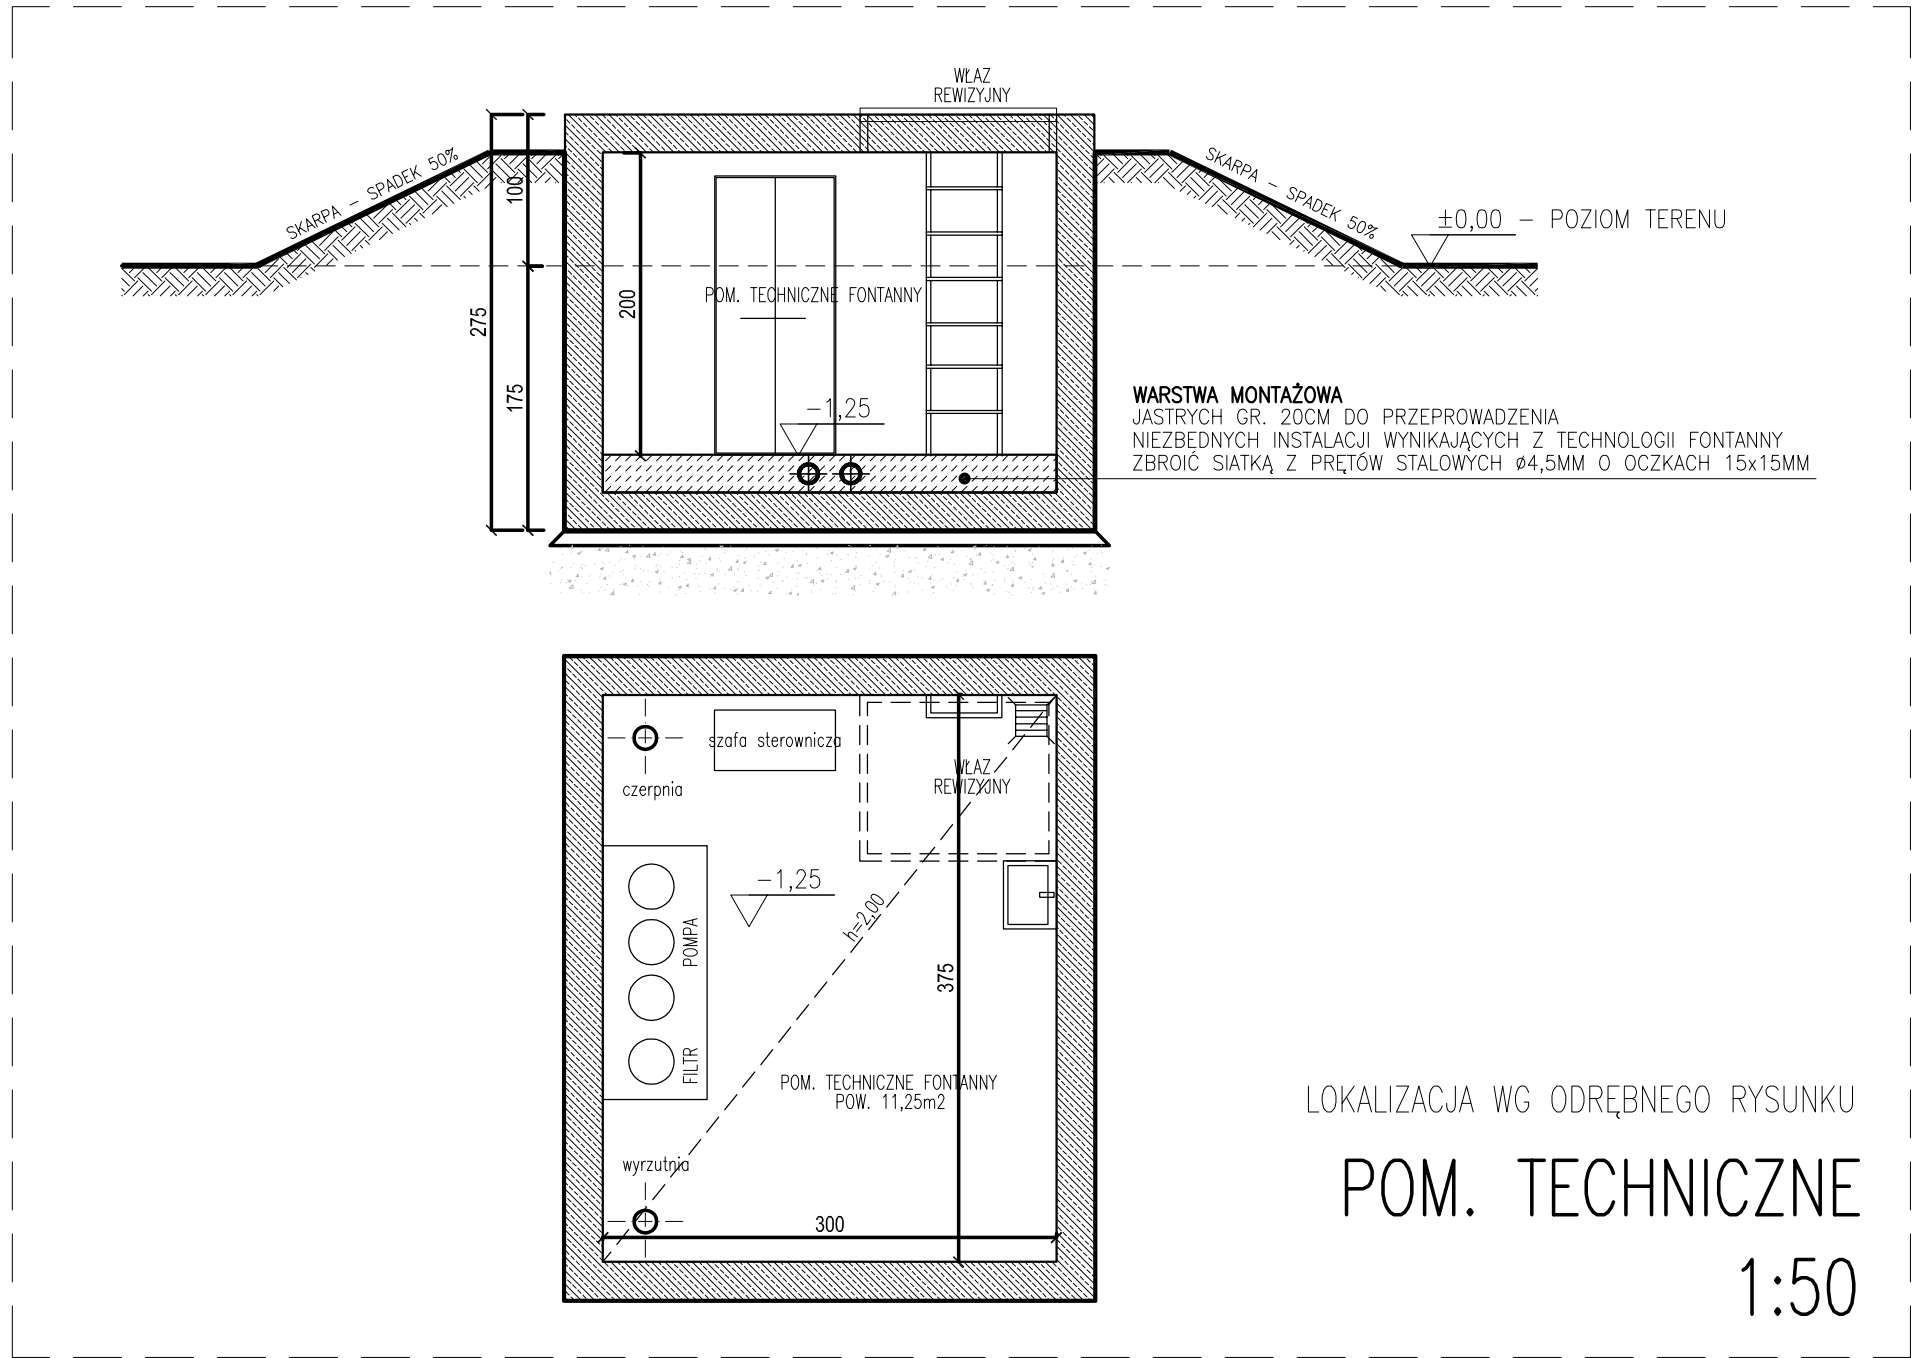 WŁAZ
REWIZYJNY
SKARPA – SPADEK 50%
100
SKARPA – SPADEK 50%
±0,00 – POZIOM TERENU
275
200
POM. TECHNICZNE FONTANNY
175
–1,25
WARSTWA MONTAŻOWA
JASTRYCH GR. 20CM DO PRZEPROWADZENIA
NIEZBEDNYCH INSTALACJI WYNIKAJĄCYCH Z TECHNOLOGII FONTANNY
ZBROIĆ SIATKĄ Z PRĘTÓW STALOWYCH ø4,5MM O OCZKACH 15x15MM
szafa sterownicza
czerpnia
WŁAZ
REWIZYJNY
–1,25
h=2,00
POMPA
375
FILTR
POM. TECHNICZNE FONTANNY
POW. 11,25m2
wyrzutnia
300
LOKALIZACJA WG ODRĘBNEGO RYSUNKU
POM. TECHNICZNE
1:50